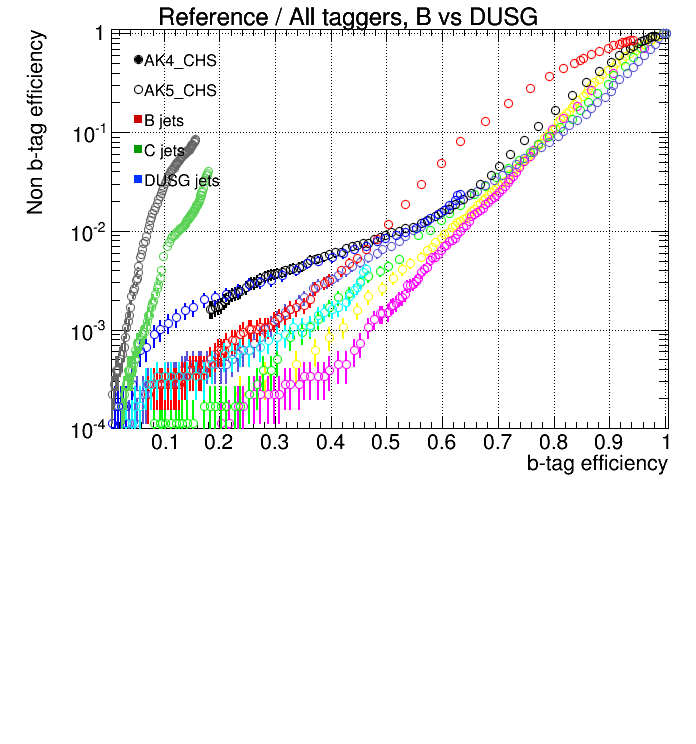 Reference / All taggers, B vs DUSG
Non b-tag efficiency
1
10-1
10-2
10-3
10-4
AK4_CHS
AK5_CHS
B jets
C jets
DUSG jets
0.1 0.2 0.3 0.4 0.5 0.6 0.7 0.8 0.9 1
b-tag efficiency